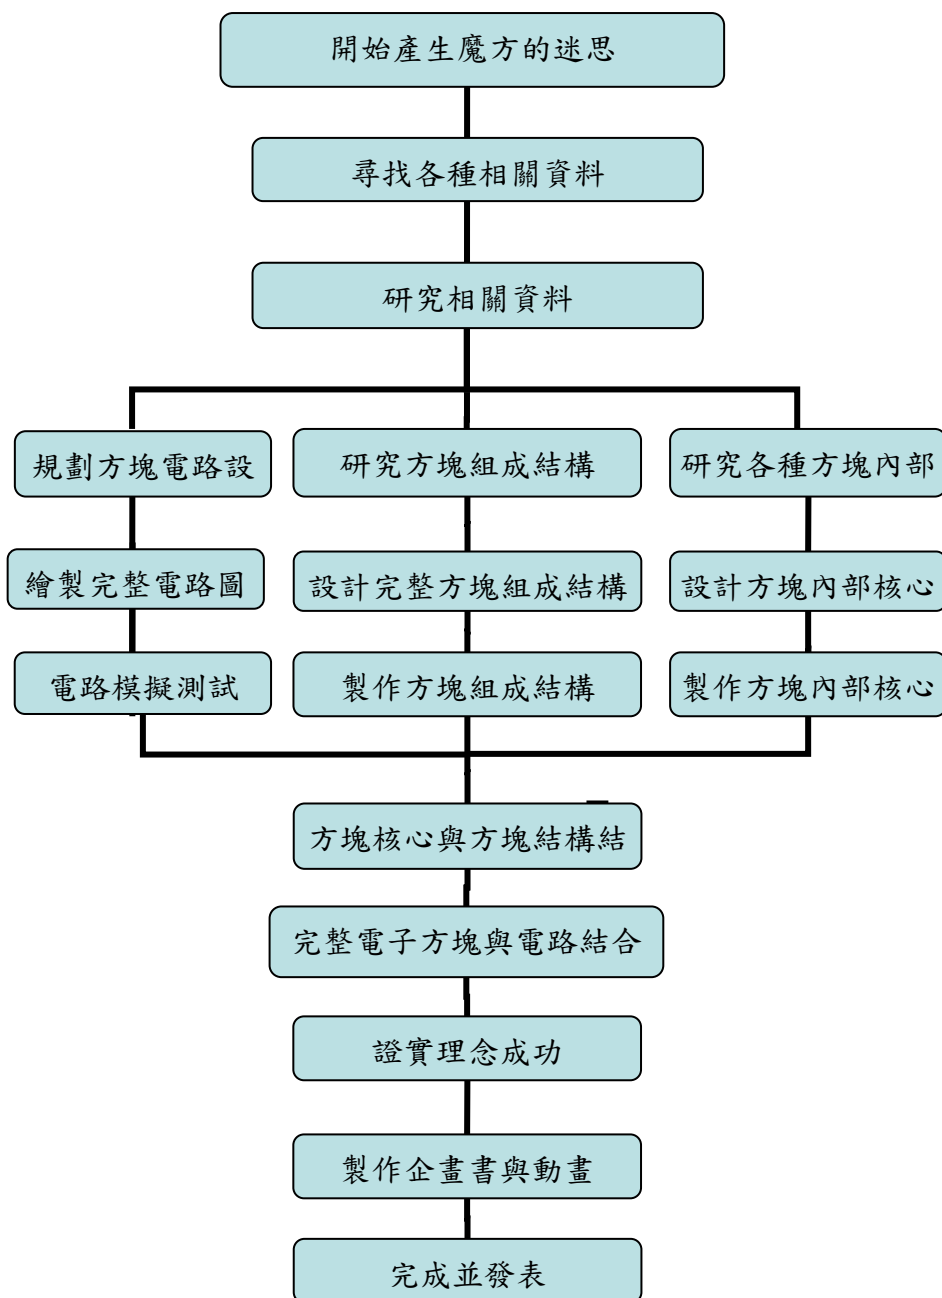 開始產生魔方的迷思
尋找各種相關資料
研究相關資料
規劃方塊電路設
研究方塊組成結構
研究各種方塊內部
繪製完整電路圖
設計完整方塊組成結構
設計方塊內部核心
電路模擬測試
製作方塊組成結構
製作方塊內部核心
方塊核心與方塊結構結
完整電子方塊與電路結合
證實理念成功
製作企畫書與動畫
完成並發表